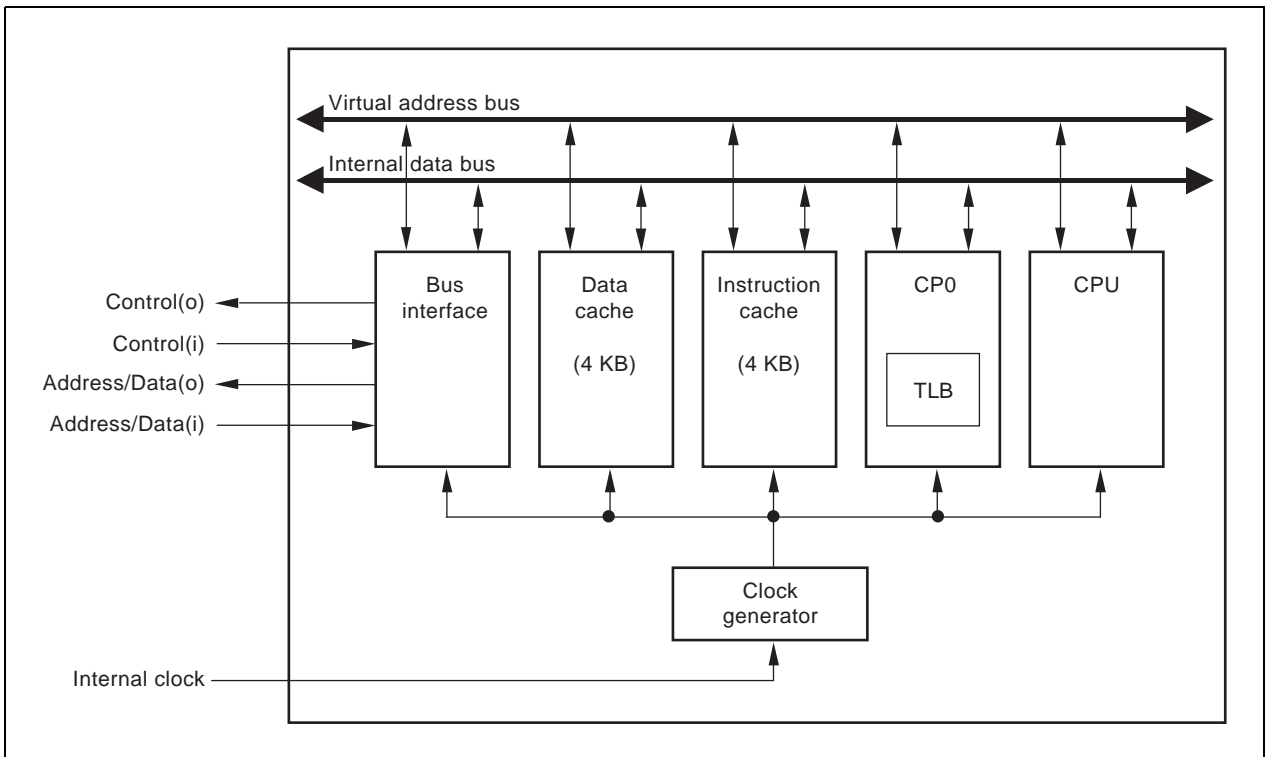 Virtual address bus
Internal data bus
Bus
interface
Data
cache
(4 KB)
Instruction
cache
(4 KB)
CP0
TLB
CPU
Control(o)
Control(i)
Address/Data(o)
Address/Data(i)
Clock
generator
Internal clock